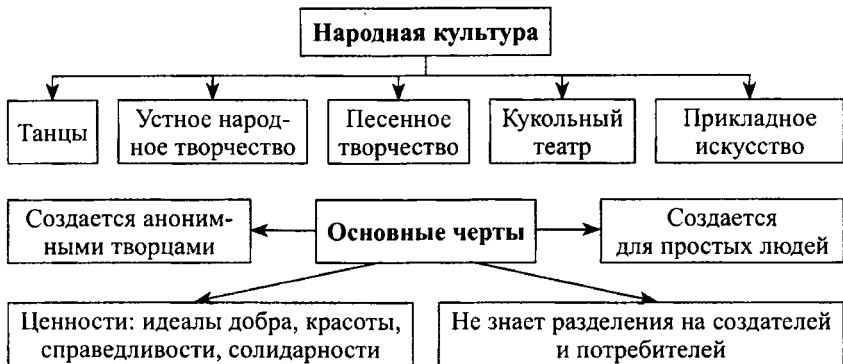 Народная культура
Танцы
Устное народ-
ное творчество
Песенное
творчество
Кукольный
театр
Прикладное
искусство
Создается аноним-
ными творцами
Основные черты
Создается
для простых людей
Ценности: идеалы добра, красоты,
справедливости, солидарности
Не знает разделения на создателей
и потребителей